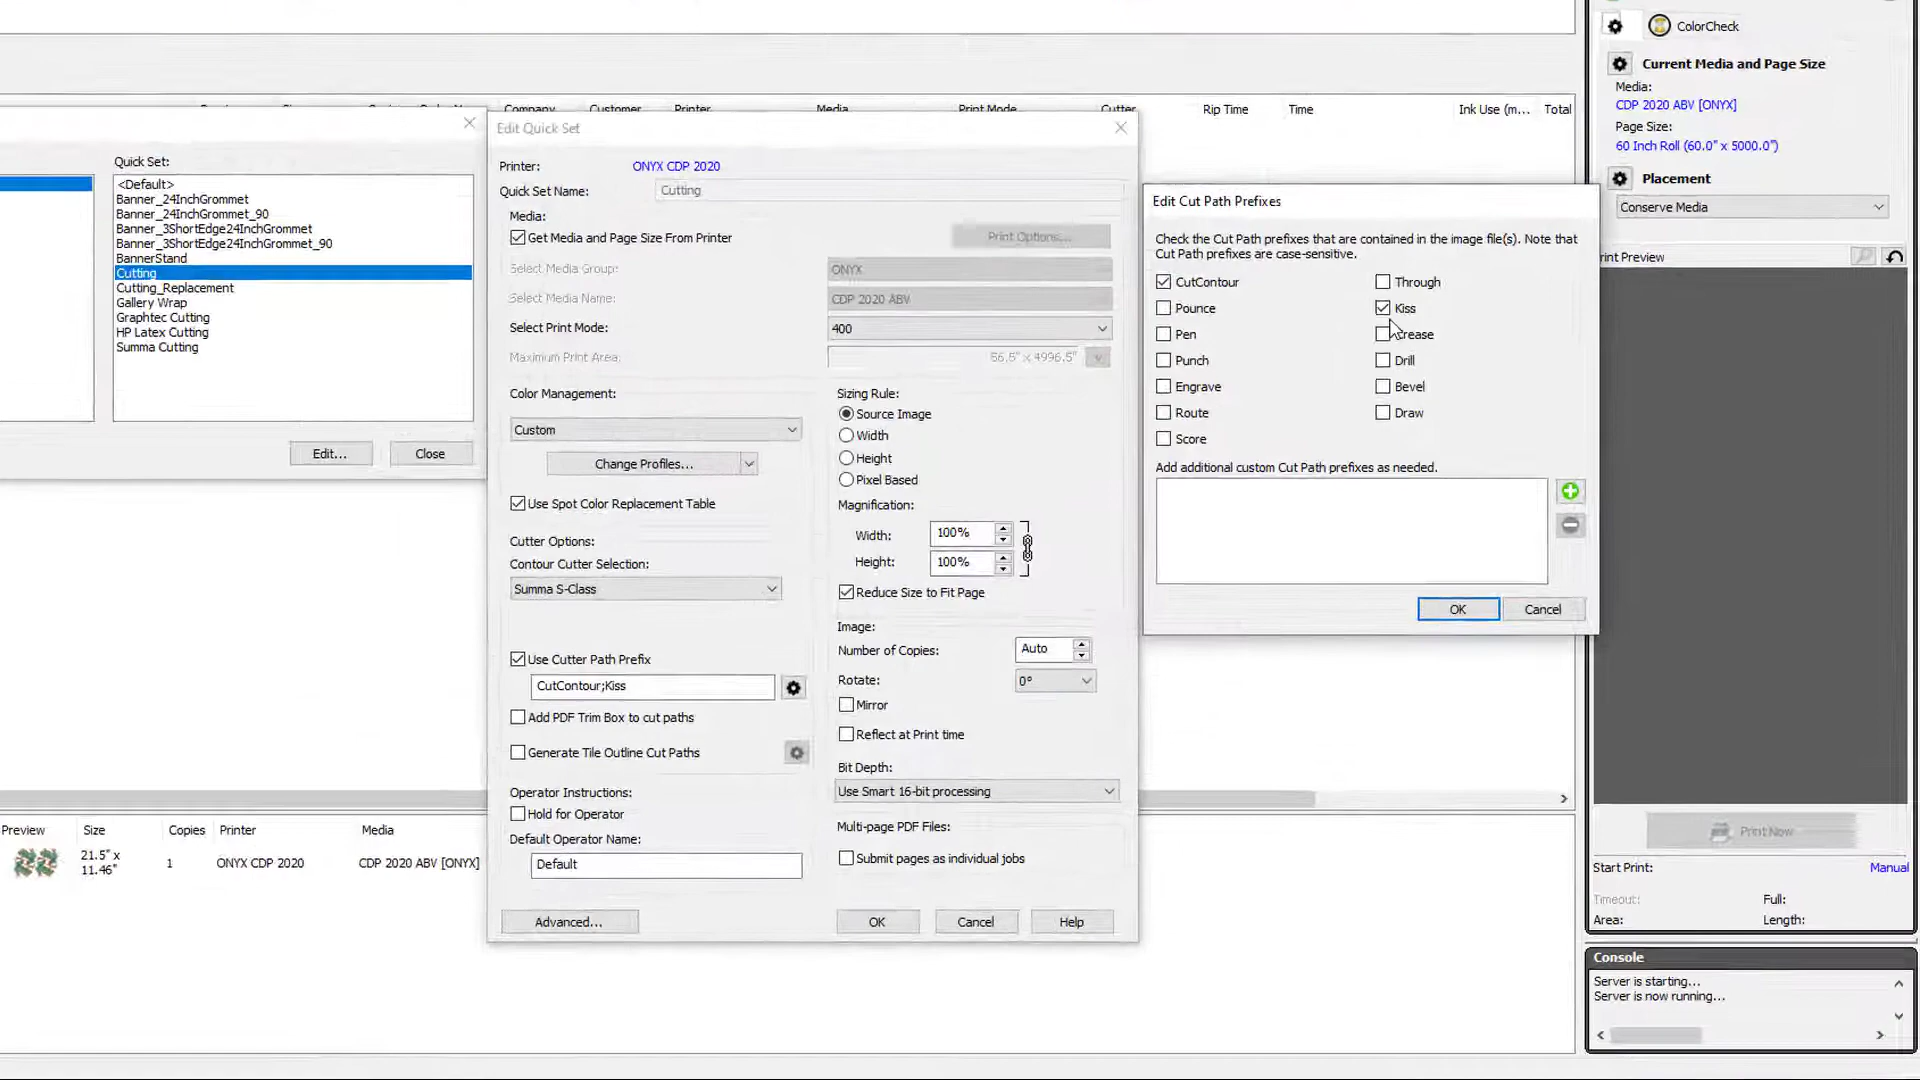 ColorCheck
Current Media and Page Size
Media:
CDP 2020 ABV [ONYX]
Page Size:
60 Inch Roll (60.0" x 5000.0")
Placement
Conserve Media
Print Preview
Company Customer Printer Media Print Mode Cutter Rip Time Time Ink Use (m... Total
Quick Set:
<Default>
Banner_24InchGrommet
Banner_24InchGrommet_90
Banner_3ShortEdge24InchGrommet
Banner_3ShortEdge24InchGrommet_90
BannerStand
Cutting
Cutting_Replacement
Gallery Wrap
Graphtec Cutting
HP Latex Cutting
Summa Cutting
Edit... Close
Edit Quick Set
Printer: ONYX CDP 2020
Quick Set Name: Cutting
Media:
Get Media and Page Size From Printer Print Options...
Select Media Group: ONYX
Select Media Name: CDP 2020 ABV
Select Print Mode: 400
Maximum Print Area: 56.5" x 4996.5"
Color Management:
Custom
Change Profiles...
Use Spot Color Replacement Table
Cutter Options:
Contour Cutter Selection:
Summa S-Class
Use Cutter Path Prefix
CutContour;Kiss
Add PDF Trim Box to cut paths
Generate Tile Outline Cut Paths
Operator Instructions:
Hold for Operator
Default Operator Name:
Default
Advanced...
Sizing Rule:
Source Image
Width
Height
Pixel Based
Magnification:
Width: 100%
Height: 100%
Reduce Size to Fit Page
Image:
Number of Copies: Auto
Rotate: 0°
Mirror
Reflect at Print time
Bit Depth:
Use Smart 16-bit processing
Multi-page PDF Files:
Submit pages as individual jobs
OK Cancel Help
Edit Cut Path Prefixes
Check the Cut Path prefixes that are contained in the image file(s). Note that
Cut Path prefixes are case-sensitive.
CutContour Through
Pounce Kiss
Pen Crease
Punch Drill
Engrave Bevel
Route Draw
Score
Add additional custom Cut Path prefixes as needed.
OK Cancel
Preview Size Copies Printer Media
21.5" x
11.46" 1 ONYX CDP 2020 CDP 2020 ABV [ONYX]
Print Now
Start Print: Manual
Timeout: Full:
Area: Length:
Console
Server is starting...
Server is now running...